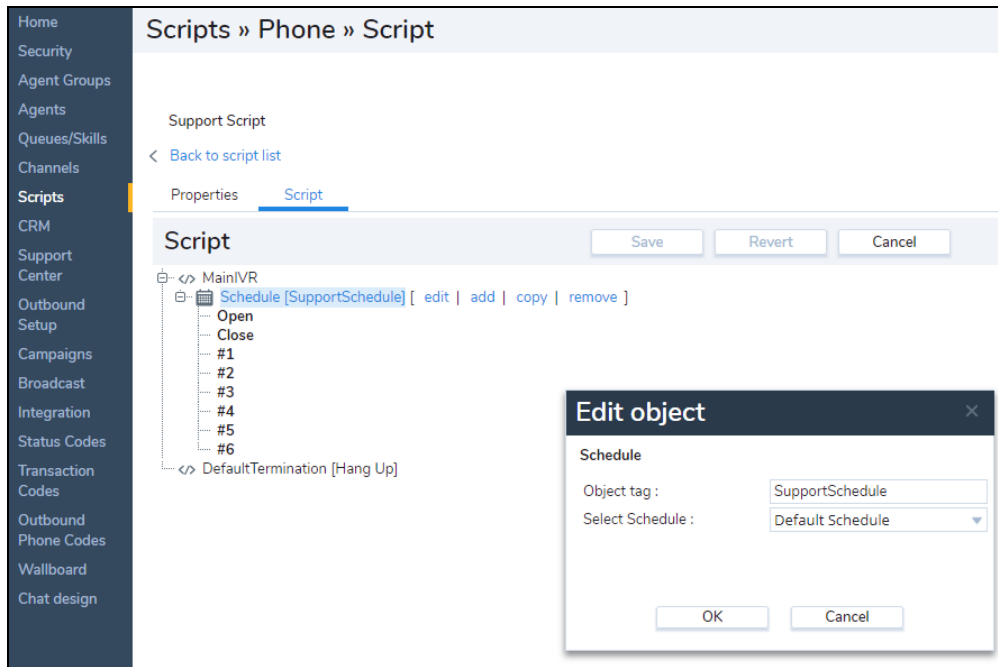 Home
Security
Agent Groups
Agents
Queues/Skills
Channels
Scripts
CRM
Support
Center
Outbound
Setup
Campaigns
Broadcast
Integration
Status Codes
Transaction
Codes
Outbound
Phone Codes
Wallboard
Chat design
Scripts » Phone » Script
Support Script
< Back to script list
Properties Script
Script Save Revert Cancel
</> MainIVR
Schedule [SupportSchedule] [ edit | add | copy | remove ]
Open
Close
#1
#2
#3
#4
#5
#6
</> DefaultTermination [Hang Up]
Edit object ×
Schedule
Object tag : SupportSchedule
Select Schedule : Default Schedule
OK Cancel